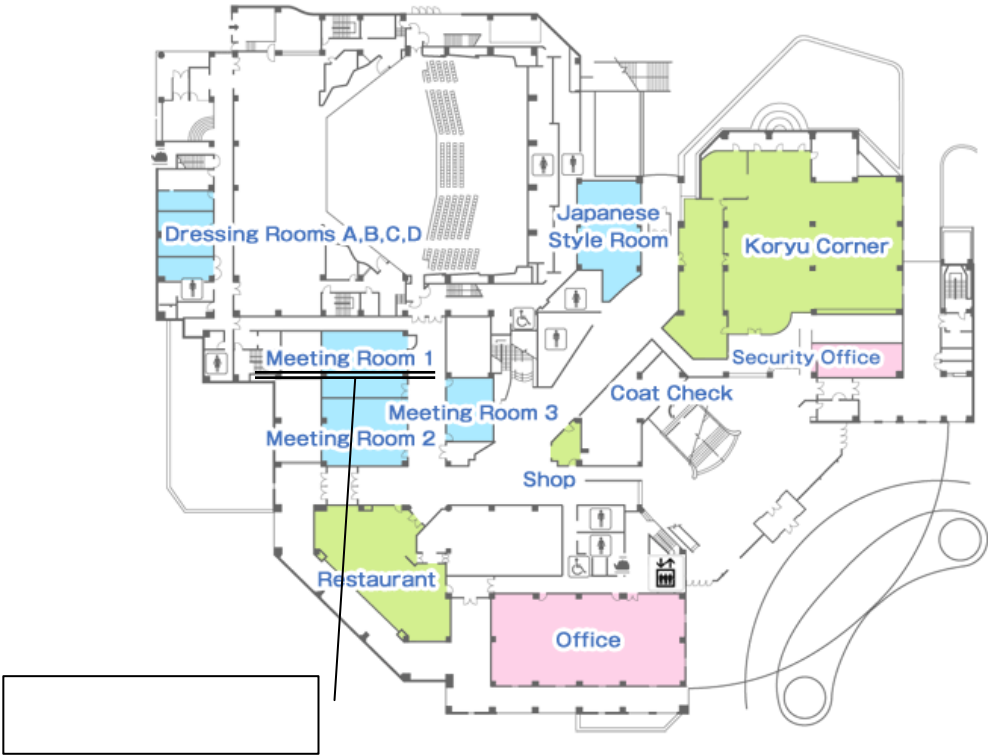 Japanese
Style Room
Dressing Rooms A,B,C,D
Koryu Corner
Meeting Room 1
Security Office
Coat Check
Meeting Room 3
Meeting Room 2
Shop
Restaurant
Office